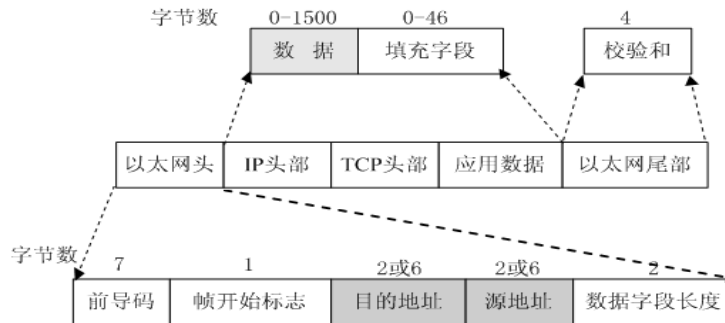 字节数 0-1500 0-46 4
数 据 填充字段 校验和
以太网头 IP头部 TCP头部 应用数据 以太网尾部
字节数
7 1 2或6 2或6 2
前导码 帧开始标志 目的地址 源地址 数据字段长度